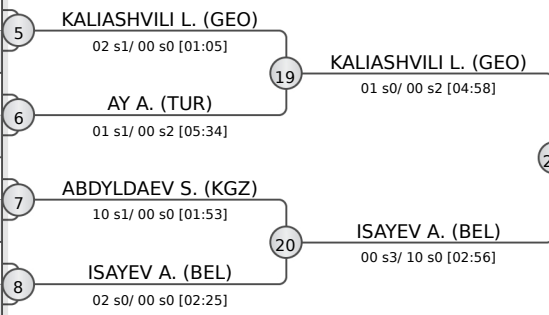 5
KALIASHVILI L. (GEO)
02 s1/ 00 s0 [01:05]
19
KALIASHVILI L. (GEO)
01 s0/ 00 s2 [04:58]
6
AY A. (TUR)
01 s1/ 00 s2 [05:34]
7
ABDYLDAEV S. (KGZ)
10 s1/ 00 s0 [01:53]
20
ISAYEV A. (BEL)
00 s3/ 10 s0 [02:56]
8
ISAYEV A. (BEL)
02 s0/ 00 s0 [02:25]